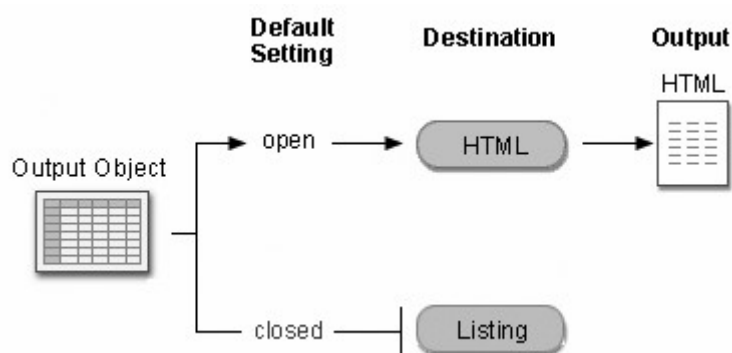 Default
Setting
Destination
Output
HTML
open
HTML
Output Object
closed
Listing